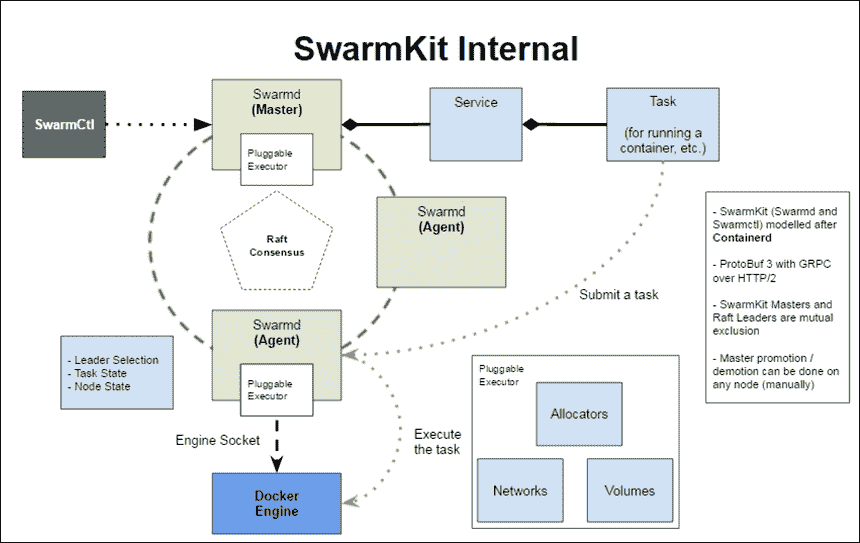 SwarmKit Internal
SwarmCtl
Swarmd
(Master)
Pluggable
Executor
Service
Task
(for running a
container, etc.)
Raft
Consensus
Swarmd
(Agent)
- SwarmKit (Swarmd and
Swarmctl) modelled after
Containerd
- ProtoBuf 3 with GRPC
over HTTP/2
- SwarmKit Masters and
Raft Leaders are mutual
exclusion
- Master promotion /
demotion can be done on
any node (manually)
Submit a task
Swarmd
(Agent)
Pluggable
Executor
- Leader Selection
- Task State
- Node State
Engine Socket
Execute
the task
Docker
Engine
Pluggable
Executor
Allocators
Networks
Volumes